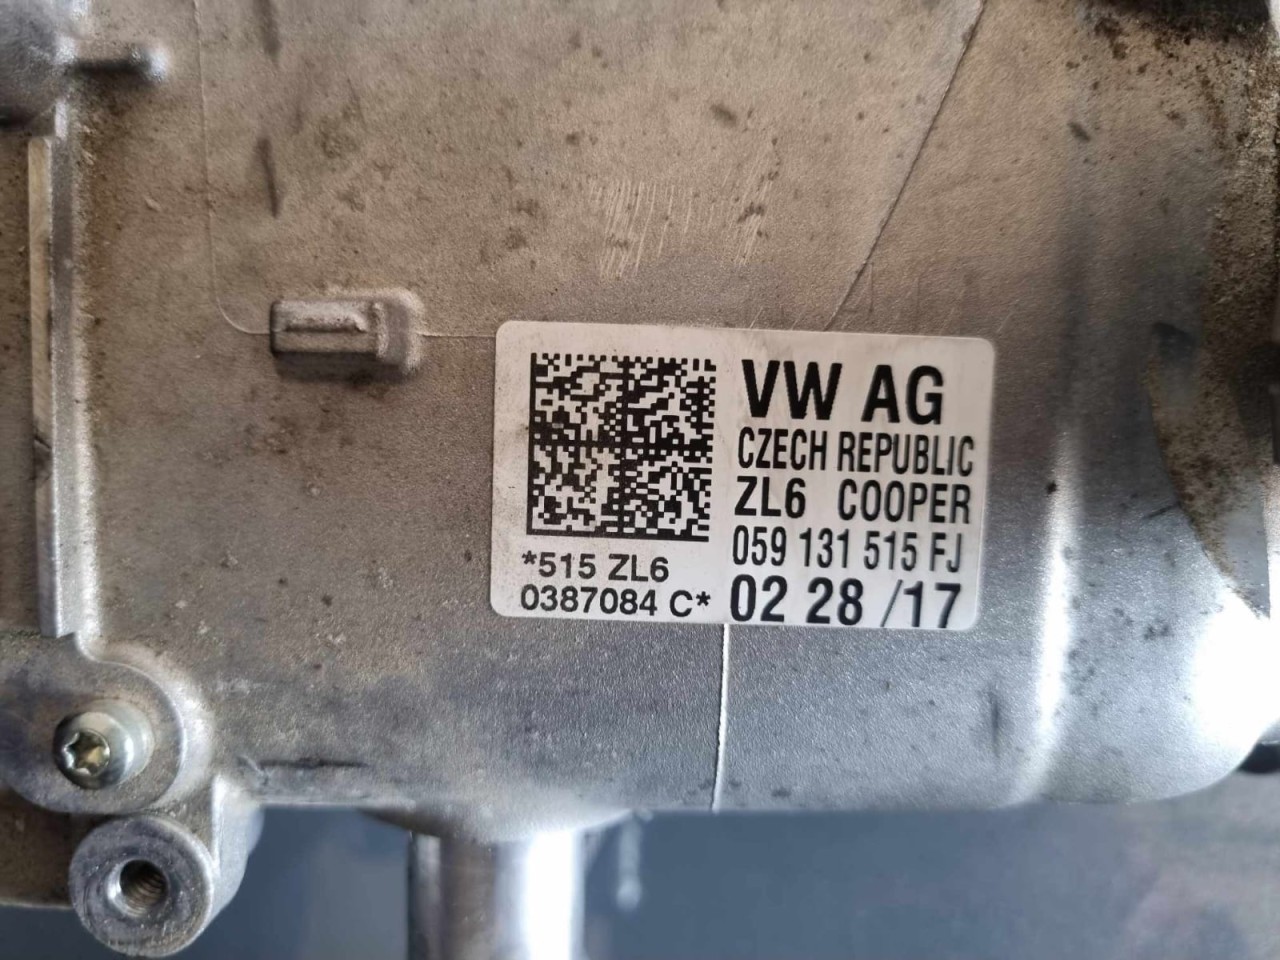 VW AG
CZECH REPUBLIC
ZL6 COOPER
059 131 515 FJ
02 28 /17
*515 ZL6
0387084 C*